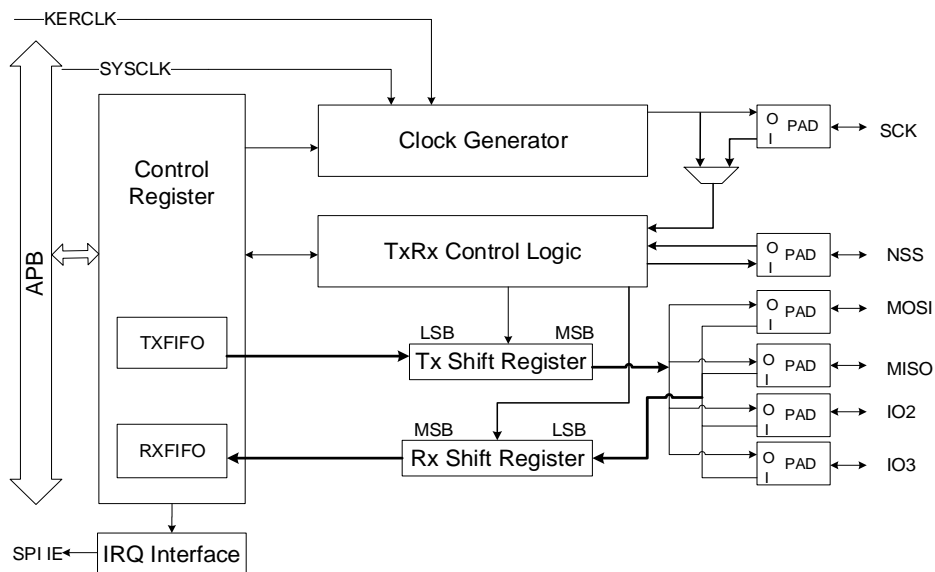 KERCLK
SYSCLK
APB
Control
Register
Clock Generator
O
I
PAD
SCK
TxRx Control Logic
O
I
PAD
NSS
TXFIFO
LSB
MSB
Tx Shift Register
O
I
PAD
MOSI
O
I
PAD
MISO
RXFIFO
MSB
LSB
Rx Shift Register
O
I
PAD
IO2
O
I
PAD
IO3
SPI IE
IRQ Interface